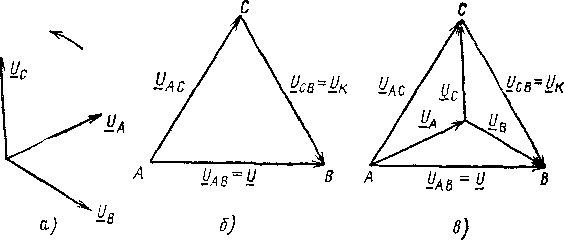 U_C
U_A
U_B
а)
C
U_AC
U_CB = U_K
A
U_AB = U
B
б)
C
U_AC
U_C
U_CB = U_K
U_A
U_B
A
U_AB = U
B
в)